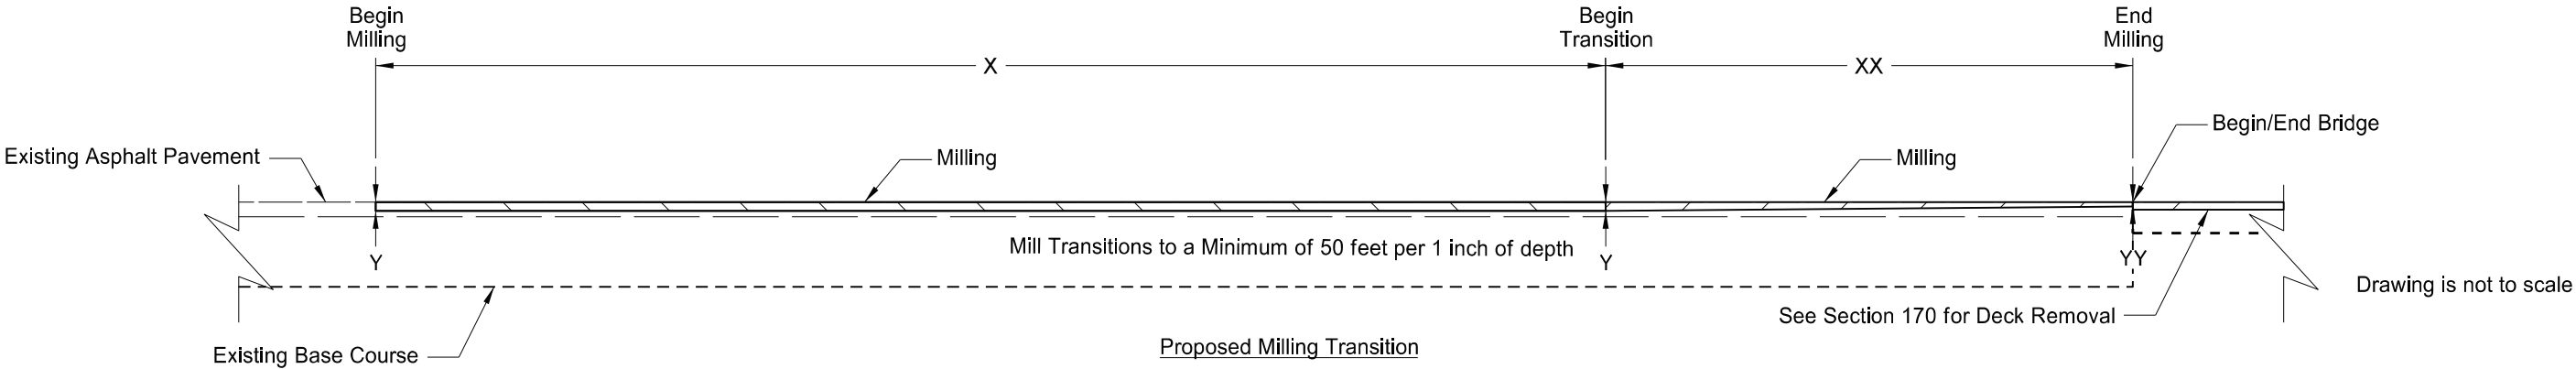 Begin
Milling
Begin
Transition
End
Milling
X
XX
Begin/End Bridge
Existing Asphalt Pavement
Milling
Milling
Mill Transitions to a Minimum of 50 feet per 1 inch of depth
Y
Y
YY
Drawing is not to scale
See Section 170 for Deck Removal
Existing Base Course
Proposed Milling Transition